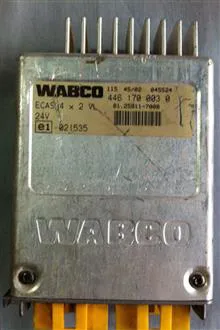 WABCO 115 45/02 045524
446 170 003 0
ECAS 4 x 2 VL 81.25811-7008
24V
e1 -021535
WABCO